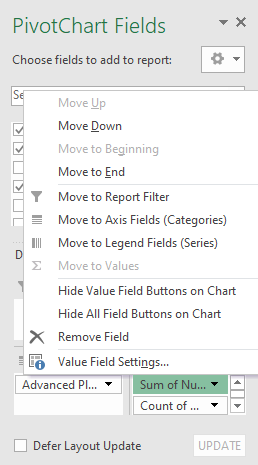 PivotChart Fields
Choose fields to add to report:
Move Up
Move Down
Move to Beginning
Move to End
Move to Report Filter
Move to Axis Fields (Categories)
Move to Legend Fields (Series)
Move to Values
Hide Value Field Buttons on Chart
Hide All Field Buttons on Chart
Remove Field
Value Field Settings...
Advanced Pl...
Sum of Nu...
Count of ...
Defer Layout Update
UPDATE